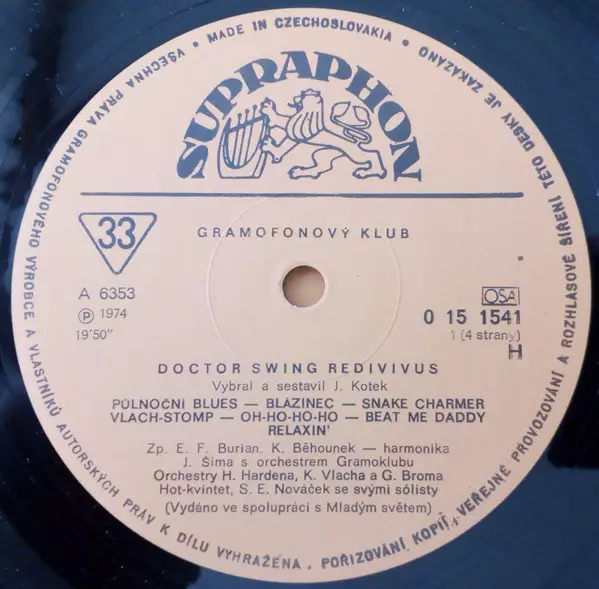 VŠECHNA PRÁVA GRAMOFONOVÉHO VÝROBCE A VLASTNÍKŮ AUTORSKÝCH PRÁV K DÍLU VYHRAŽENA. POŘIZOVÁNÍ KOPIÍ, VEŘEJNÉ PROVOZOVÁNÍ A ROZHLASOVÉ ŠÍŘENÍ TÉTO DESKY JE ZAKÁZÁNO • MADE IN CZECHOSLOVAKIA •
SUPRAPHON
33
GRAMOFONOVÝ KLUB
A 6353
℗ 1974
19'50"
OSA
0 15 1541
1 (4 strany)
H
DOCTOR SWING REDIVIVUS
Vybral a sestavil J. Kotek
PŮLNOČNÍ BLUES — BLÁZINEC — SNAKE CHARMER
VLACH-STOMP — OH-HO-HO-HO — BEAT ME DADDY
RELAXIN'
Zp. E. F. Burian. K. Běhounek — harmonika
J. Šima s orchestrem Gramoklubu
Orchestry H. Hardena, K. Vlacha a G. Broma
Hot-kvintet, S. E. Nováček se svými sólisty
(Vydáno ve spolupráci s Mladým světem)